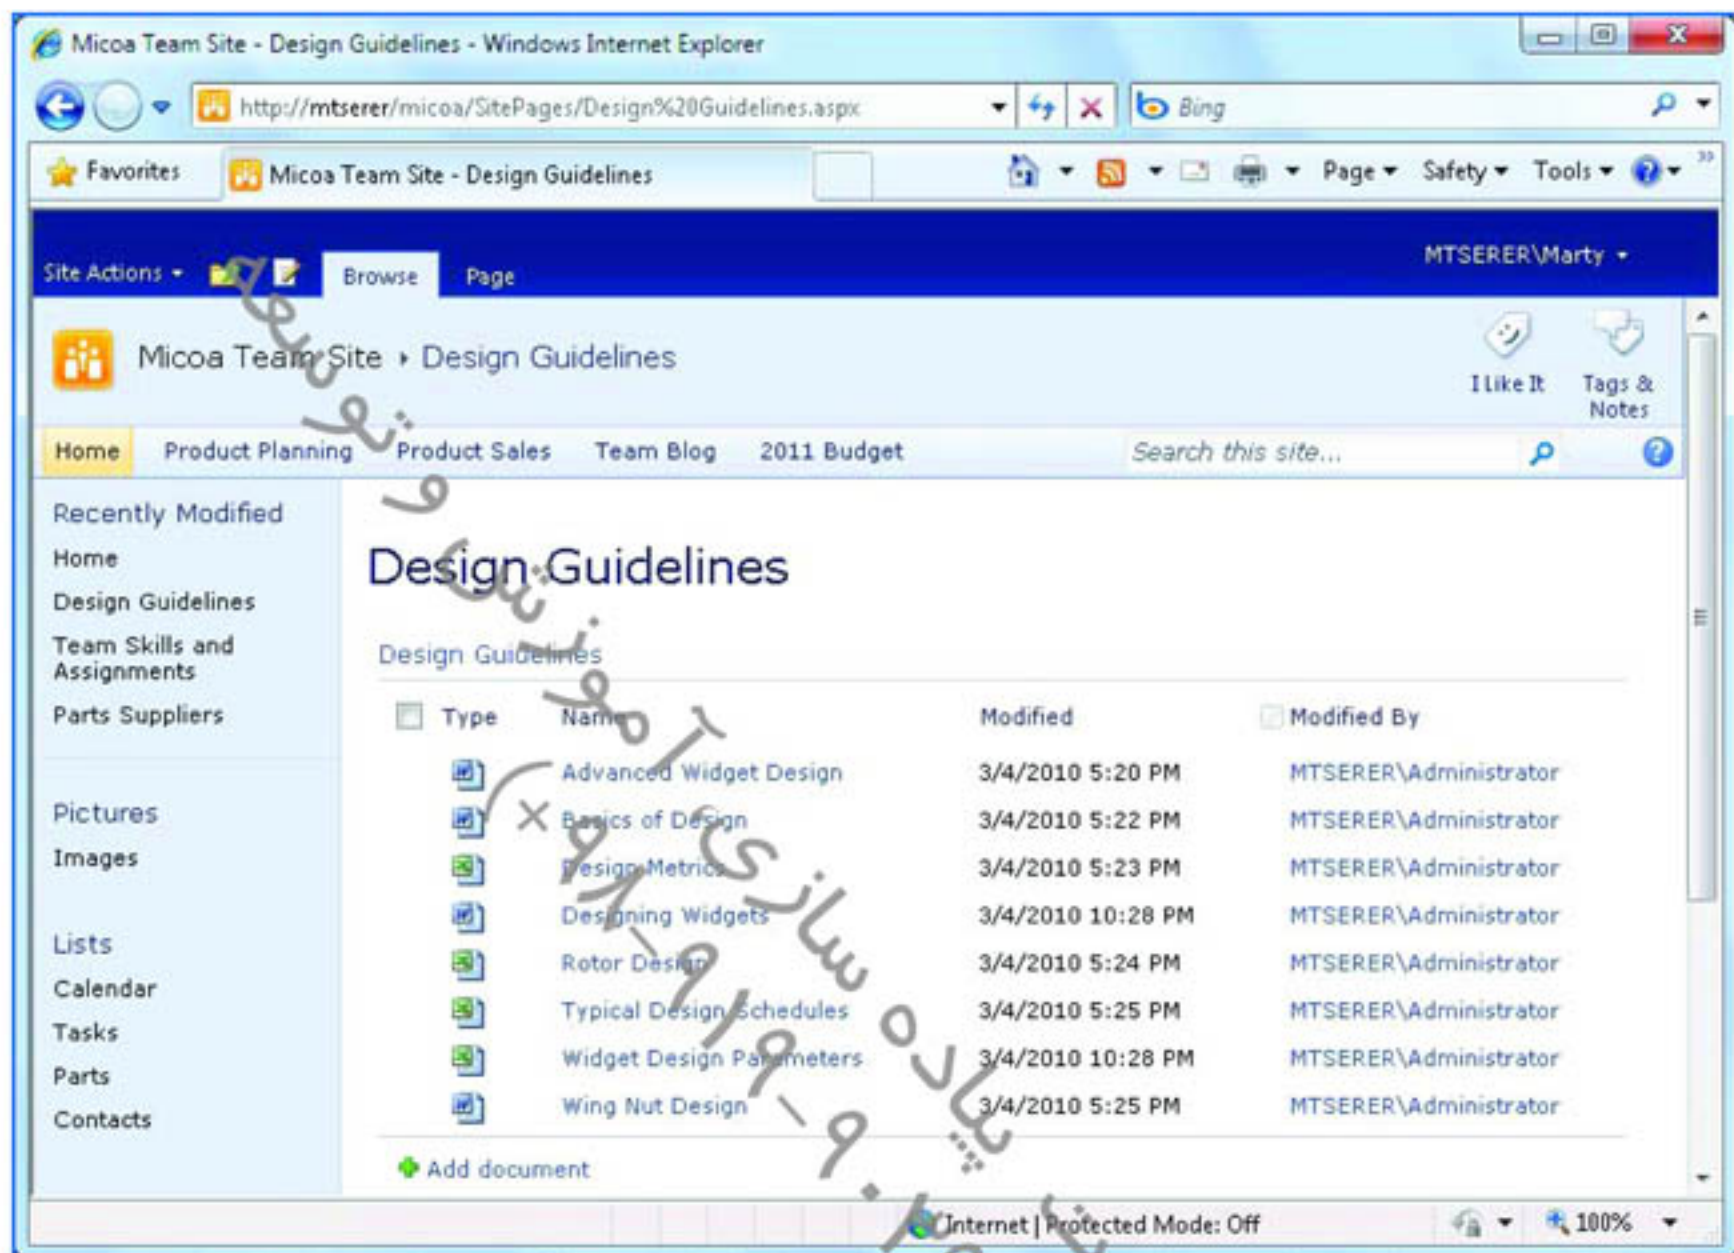 Micoa Team Site - Design Guidelines - Windows Internet Explorer
http://mtserer/micoa/SitePages/Design%20Guidelines.aspx
Bing
Favorites Micoa Team Site - Design Guidelines Page Safety Tools
MTSERER\Marty
Site Actions Browse Page
Micoa Team Site Design Guidelines
I Like It Tags & Notes
Home Product Planning Product Sales Team Blog 2011 Budget Search this site...
Recently Modified
Home
Design Guidelines
Team Skills and
Assignments
Parts Suppliers
Pictures
Images
Lists
Calendar
Tasks
Parts
Contacts
Design Guidelines
Design Guidelines
Type Name Modified Modified By
Advanced Widget Design 3/4/2010 5:20 PM MTSERER\Administrator
Basics of Design 3/4/2010 5:22 PM MTSERER\Administrator
Design Metrics 3/4/2010 5:23 PM MTSERER\Administrator
Designing Widgets 3/4/2010 10:28 PM MTSERER\Administrator
Rotor Design 3/4/2010 5:24 PM MTSERER\Administrator
Typical Design Schedules 3/4/2010 5:25 PM MTSERER\Administrator
Widget Design Parameters 3/4/2010 10:28 PM MTSERER\Administrator
Wing Nut Design 3/4/2010 5:25 PM MTSERER\Administrator
Add document
Internet | Protected Mode: Off 100%
پیاده سازی، آموزش و توسعه